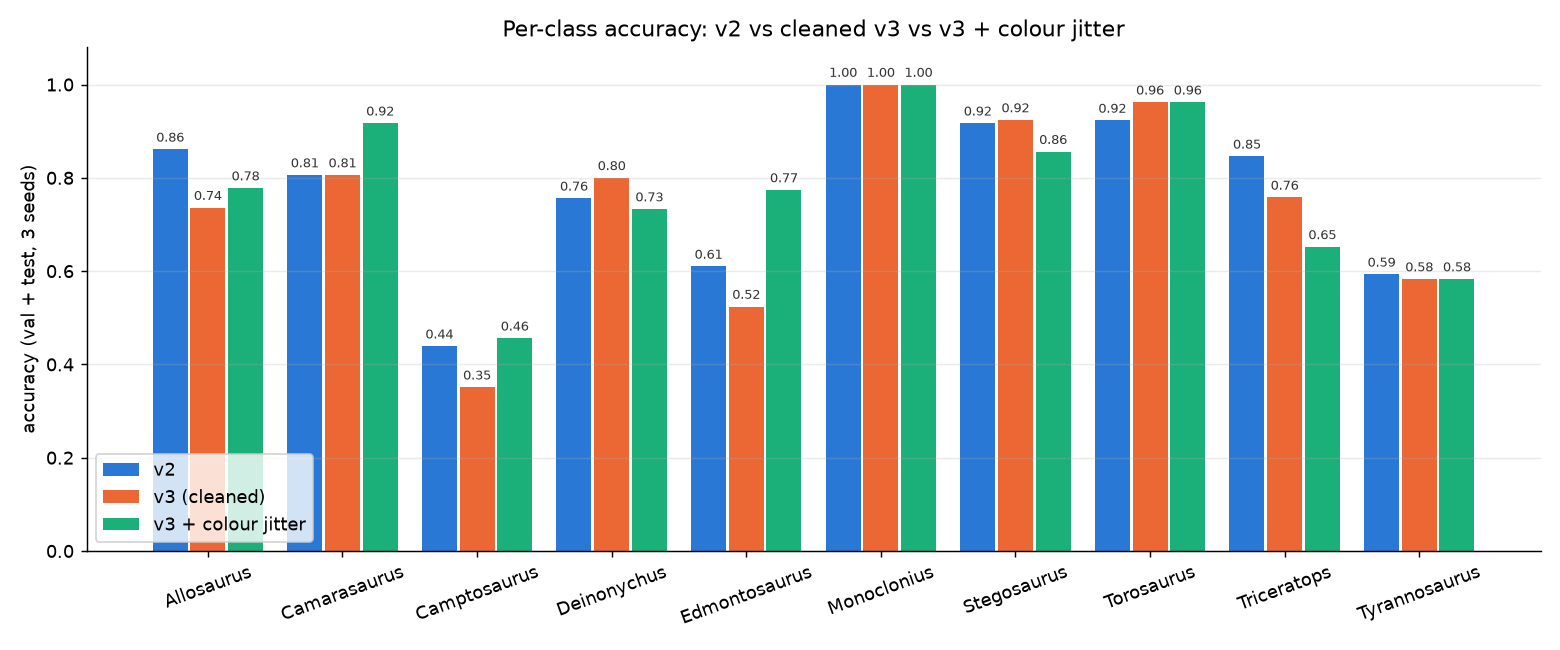 Per-class accuracy: v2 vs cleaned v3 vs v3 + colour jitter
accuracy (val + test, 3 seeds)
1.0
0.8
0.6
0.4
0.2
0.0
0.86 0.74 0.78
0.81 0.81 0.92
0.44 0.35 0.46
0.76 0.80 0.73
0.61 0.52 0.77
1.00 1.00 1.00
0.92 0.92 0.86
0.92 0.96 0.96
0.85 0.76 0.65
0.59 0.58 0.58
v2
v3 (cleaned)
v3 + colour jitter
Allosaurus
Camarasaurus
Camptosaurus
Deinonychus
Edmontosaurus
Monoclonius
Stegosaurus
Torosaurus
Triceratops
Tyrannosaurus